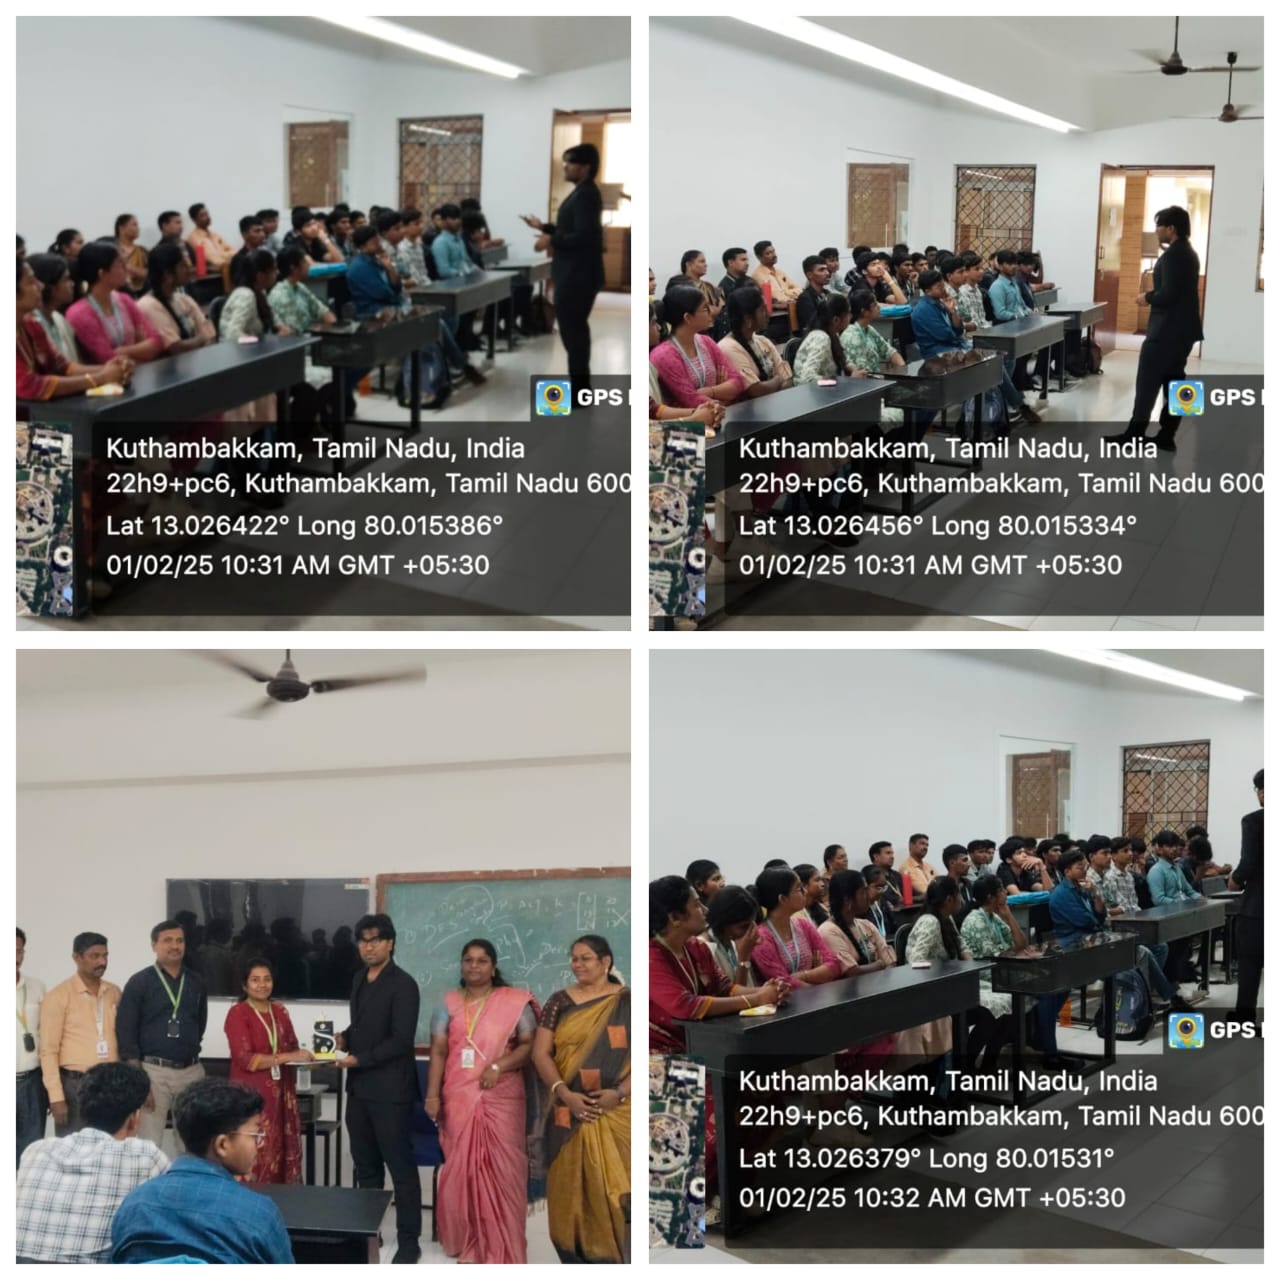 GPS
Kuthambakkam, Tamil Nadu, India
22h9+pc6, Kuthambakkam, Tamil Nadu 600
Lat 13.026422° Long 80.015386°
01/02/25 10:31 AM GMT +05:30
GPS
Kuthambakkam, Tamil Nadu, India
22h9+pc6, Kuthambakkam, Tamil Nadu 600
Lat 13.026456° Long 80.015334°
01/02/25 10:31 AM GMT +05:30
DES
GPS
Kuthambakkam, Tamil Nadu, India
22h9+pc6, Kuthambakkam, Tamil Nadu 600
Lat 13.026379° Long 80.01531°
01/02/25 10:32 AM GMT +05:30